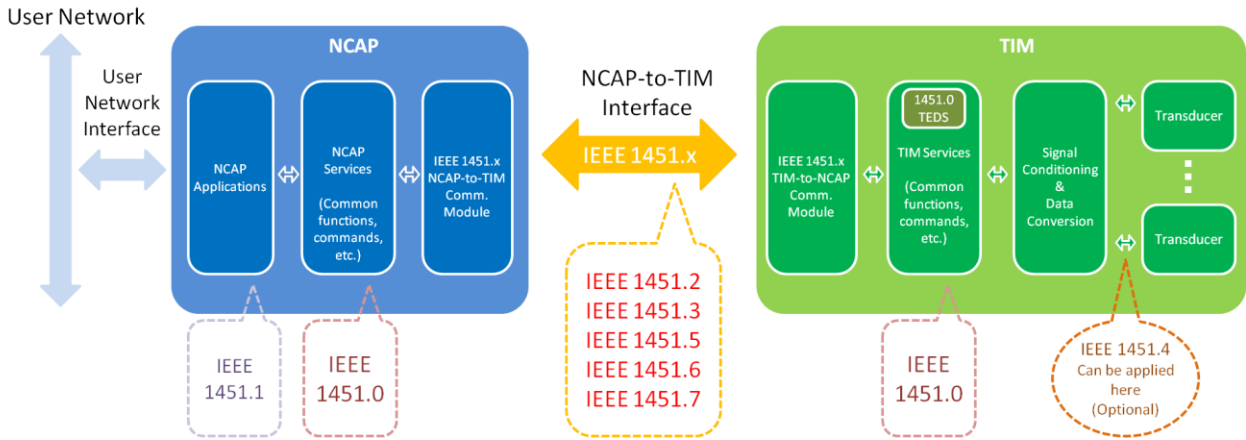 User Network
User
Network
Interface
NCAP
NCAP
Applications
NCAP
Services
(Common
functions,
commands,
etc.)
IEEE 1451.x
NCAP-to-TIM
Comm.
Module
IEEE
1451.1
IEEE
1451.0
NCAP-to-TIM
Interface
IEEE 1451.x
IEEE 1451.2
IEEE 1451.3
IEEE 1451.5
IEEE 1451.6
IEEE 1451.7
TIM
IEEE 1451.x
TIM-to-NCAP
Comm.
Module
1451.0
TEDS
TIM Services
(Common
functions,
commands,
etc.)
Signal
Conditioning
&
Data
Conversion
Transducer
Transducer
IEEE
1451.0
IEEE 1451.4
Can be applied
here
(Optional)